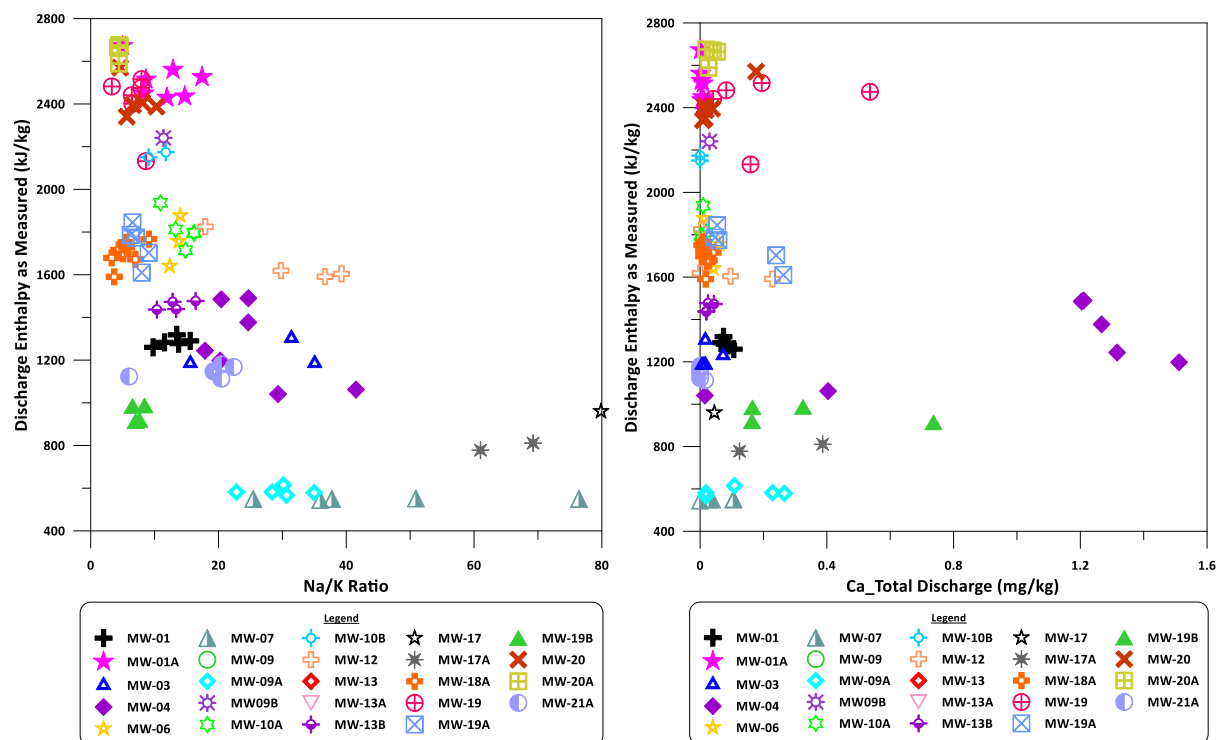 Discharge Enthalpy as Measured (kJ/kg)
2800
2400
2000
1600
1200
800
400
0
20
40
60
80
Na/K Ratio
Legend
MW-01
MW-07
MW-10B
MW-17
MW-19B
MW-01A
MW-09
MW-12
MW-17A
MW-20
MW-03
MW-09A
MW-13
MW-18A
MW-20A
MW-04
MW09B
MW-13A
MW-19
MW-21A
MW-06
MW-10A
MW-13B
MW-19A
Discharge Enthalpy as Measured (kJ/kg)
2800
2400
2000
1600
1200
800
400
0
0.4
0.8
1.2
1.6
Ca_Total Discharge (mg/kg)
Legend
MW-01
MW-07
MW-10B
MW-17
MW-19B
MW-01A
MW-09
MW-12
MW-17A
MW-20
MW-03
MW-09A
MW-13
MW-18A
MW-20A
MW-04
MW09B
MW-13A
MW-19
MW-21A
MW-06
MW-10A
MW-13B
MW-19A